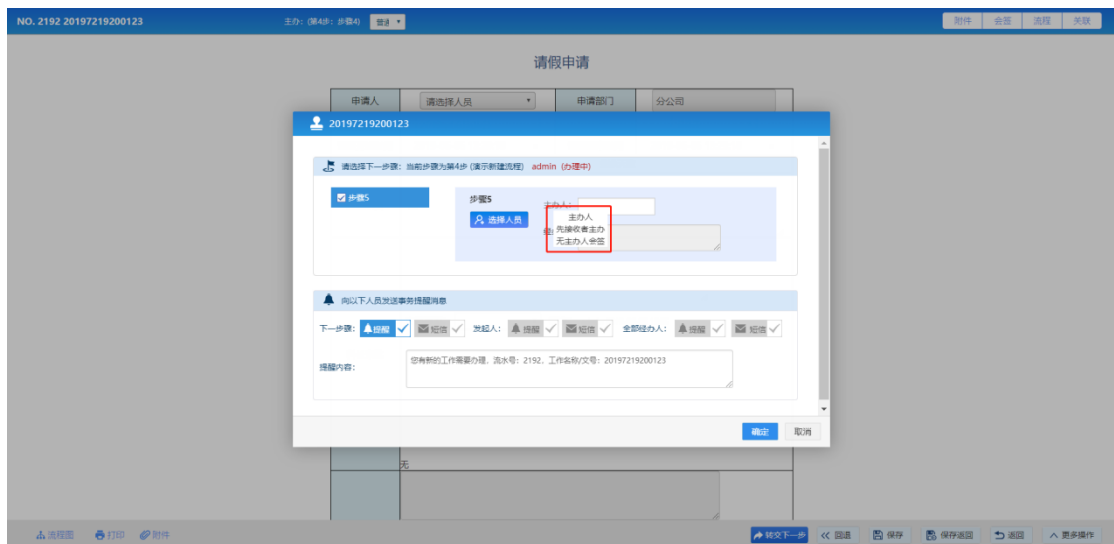 NO. 2192 20197219200123 主办: (第4步: 步骤4) 普通 附件 会签 流程 关联
请假申请
申请人 请选择人员 申请部门 分公司
20197219200123
请选择下一步骤: 当前步骤为第4步 (演示新建流程) admin (办理中)
步骤5 步骤5 主办人:
选择人员 主办人
先接收者主办
无主办人会签
向以下人员发送事务提醒消息
下一步骤: 提醒 短信 发起人: 提醒 短信 全部经办人: 提醒 短信
提醒内容: 您有新的工作需要办理, 流水号: 2192, 工作名称/文号: 20197219200123
确定 取消
无
流程图 打印 附件 转交下一步 回退 保存 保存返回 返回 更多操作